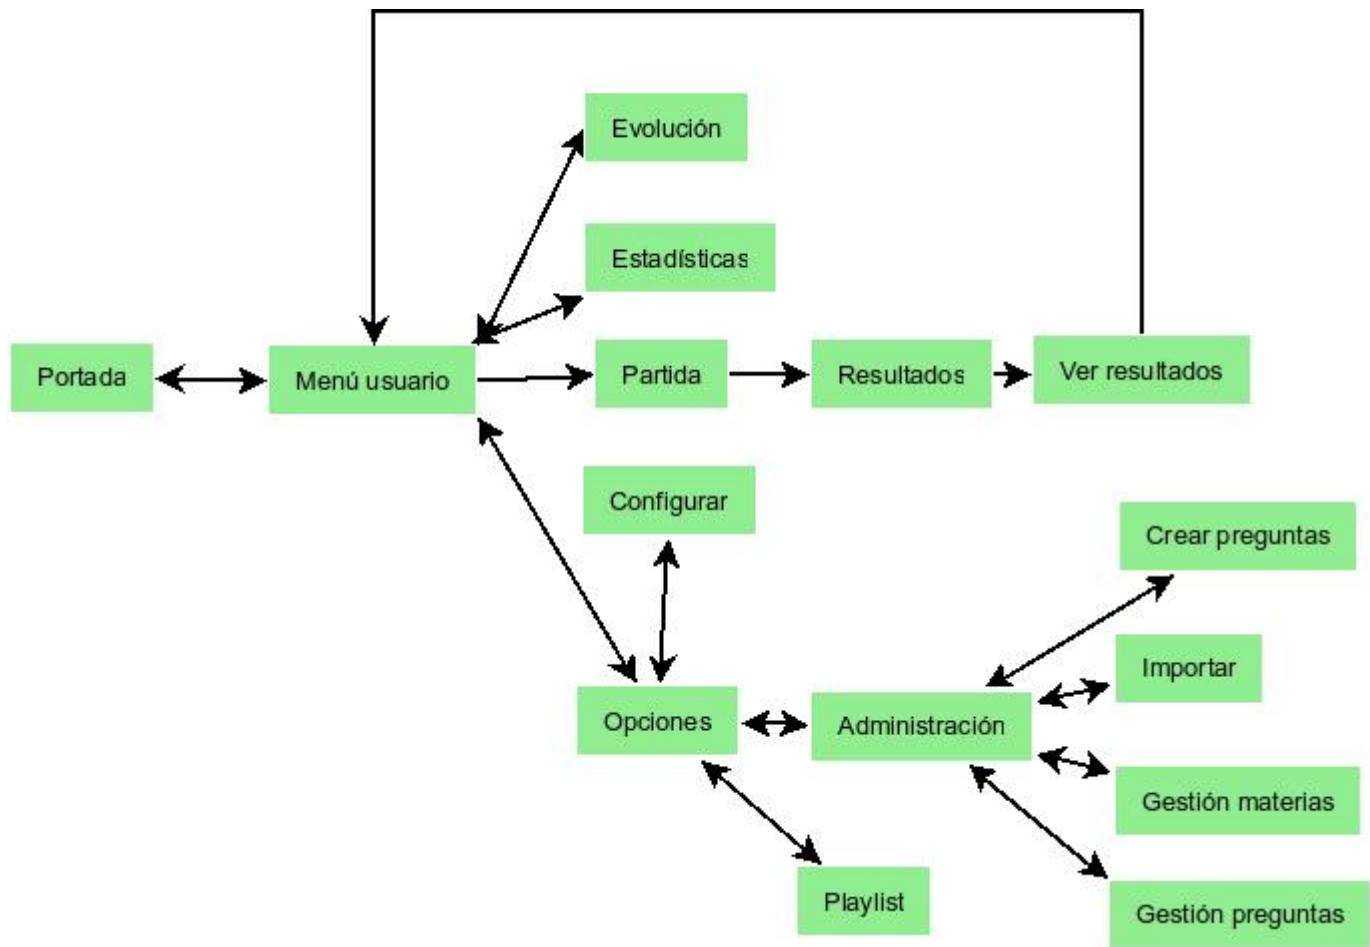 Evolución
Estadísticas
Portada
Menú usuario
Partida
Resultados
Ver resultados
Configurar
Crear preguntas
Importar
Opciones
Administración
Gestión materias
Playlist
Gestión preguntas